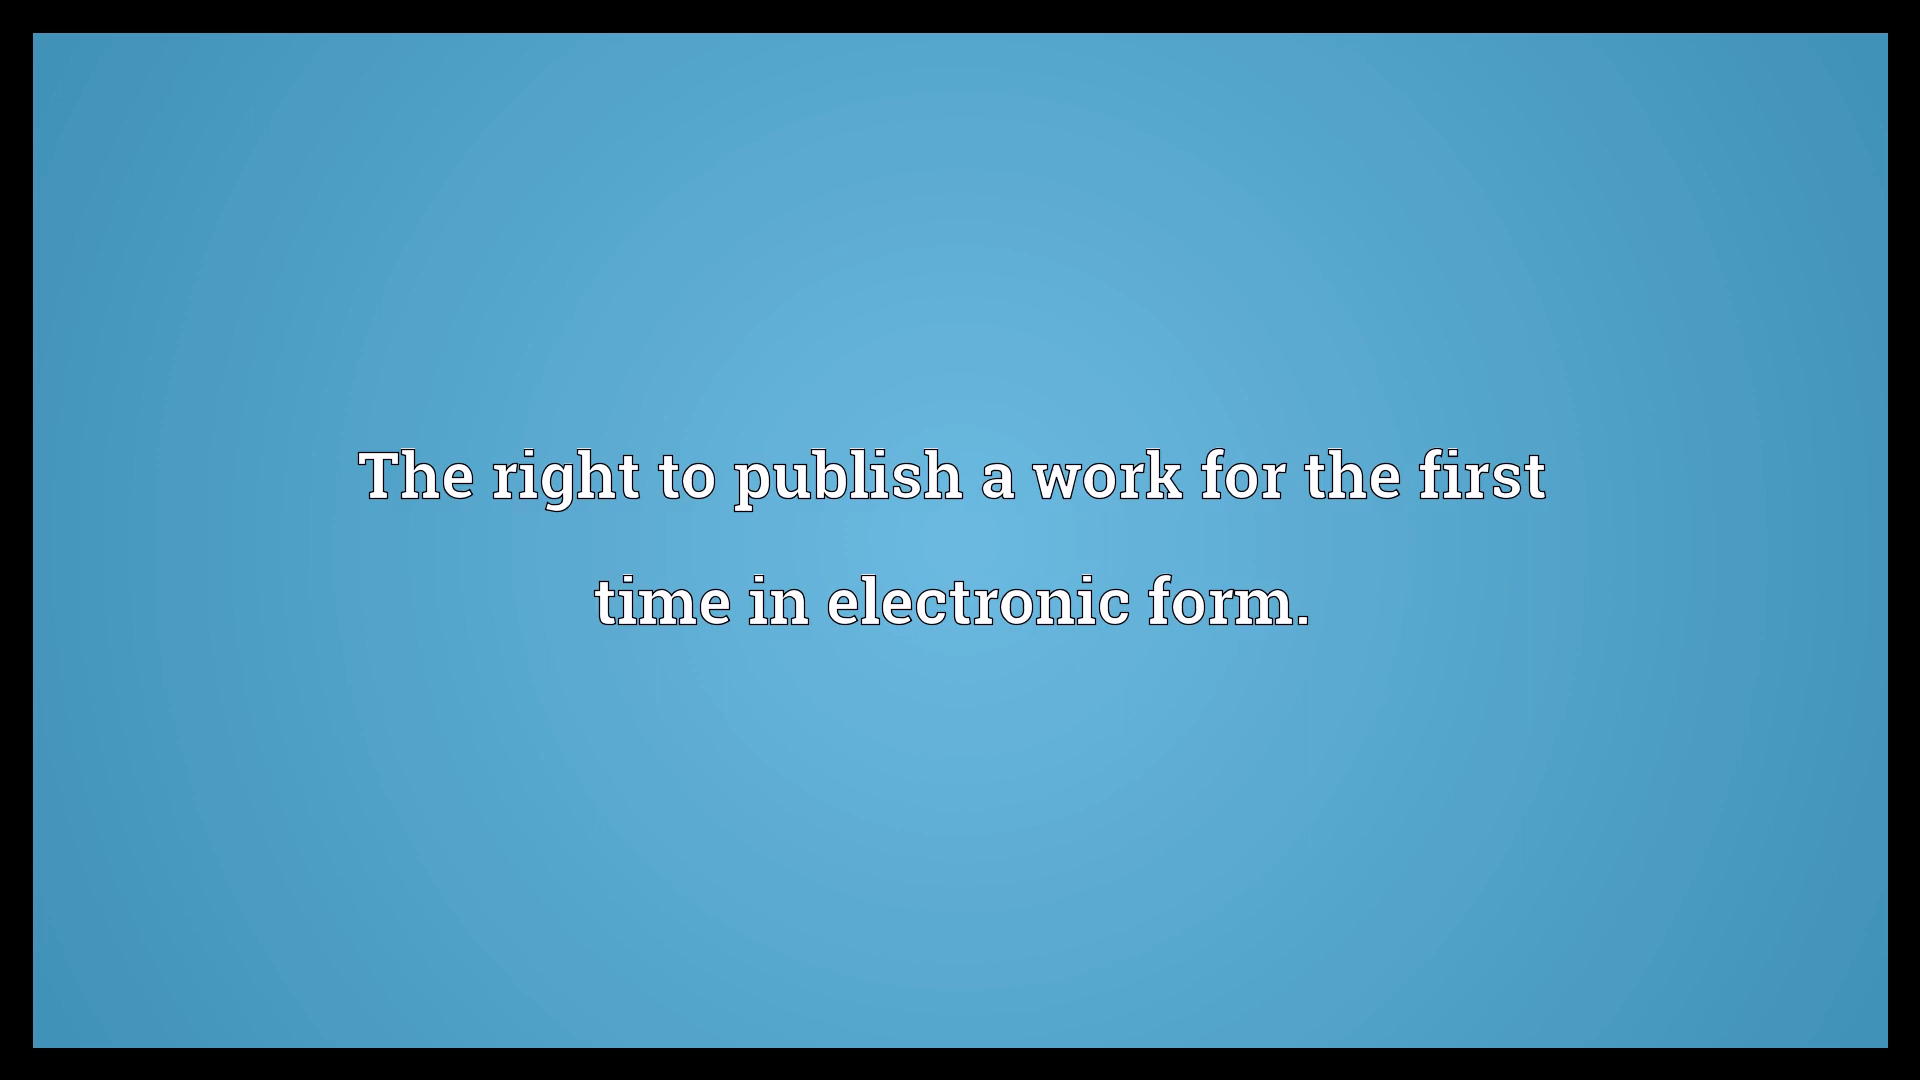 The right to publish a work for the first
time in electronic form.